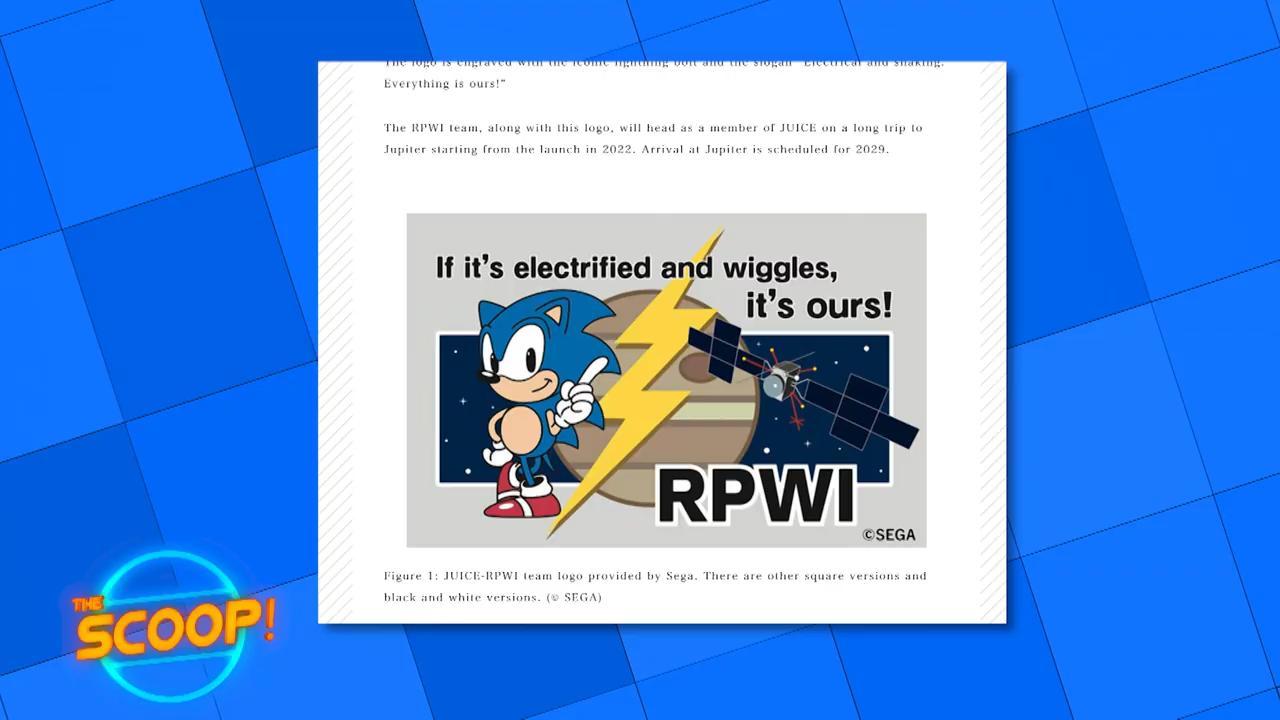 The logo is engraved with the iconic lightning bolt and the slogan "Electrical and shaking.
Everything is ours!"
The RPWI team, along with this logo, will head as a member of JUICE on a long trip to
Jupiter starting from the launch in 2022. Arrival at Jupiter is scheduled for 2029.
If it's electrified and wiggles,
it's ours!
RPWI
©SEGA
Figure 1: JUICE-RPWI team logo provided by Sega. There are other square versions and
black and white versions. (© SEGA)
THE
SCOOP!